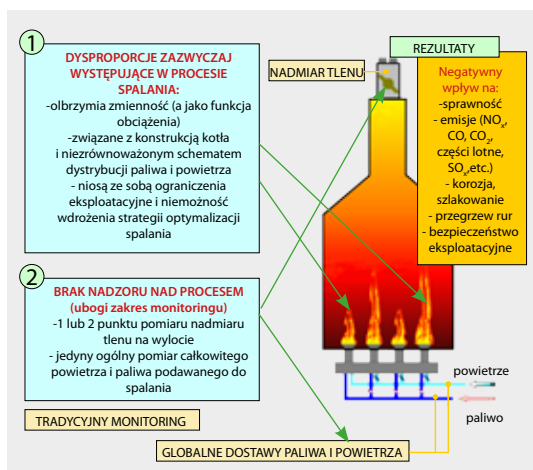 1
DYSPROPORCJE ZAZWYCZAJ
WYSTĘPUJĄCE W PROCESIE
SPALANIA:
-olbrzymia zmienność (a jako funkcja
obciążenia)
-związane z konstrukcją kotła
i niezrównoważonym schematem
dystrybucji paliwa i powietrza
- niosą ze sobą ograniczenia
eksploatacyjne i niemożność
wdrożenia strategii optymalizacji
spalania
2
BRAK NADZORU NAD PROCESEM
(ubogi zakres monitoringu)
-1 lub 2 punktu pomiaru nadmiaru
tlenu na wylocie
- jedyny ogólny pomiar całkowitego
powietrza i paliwa podawanego do
spalania
TRADYCYJNY MONITORING
NADMIAR TLENU
REZULTATY
Negatywny
wpływ na:
-sprawność
- emisje (NOx,
CO, CO2,
części lotne,
SOx,etc.)
- korozja,
szlakowanie
- przegrzew rur
- bezpieczeństwo
eksploatacyjne
powietrze
paliwo
GLOBALNE DOSTAWY PALIWA I POWIETRZA